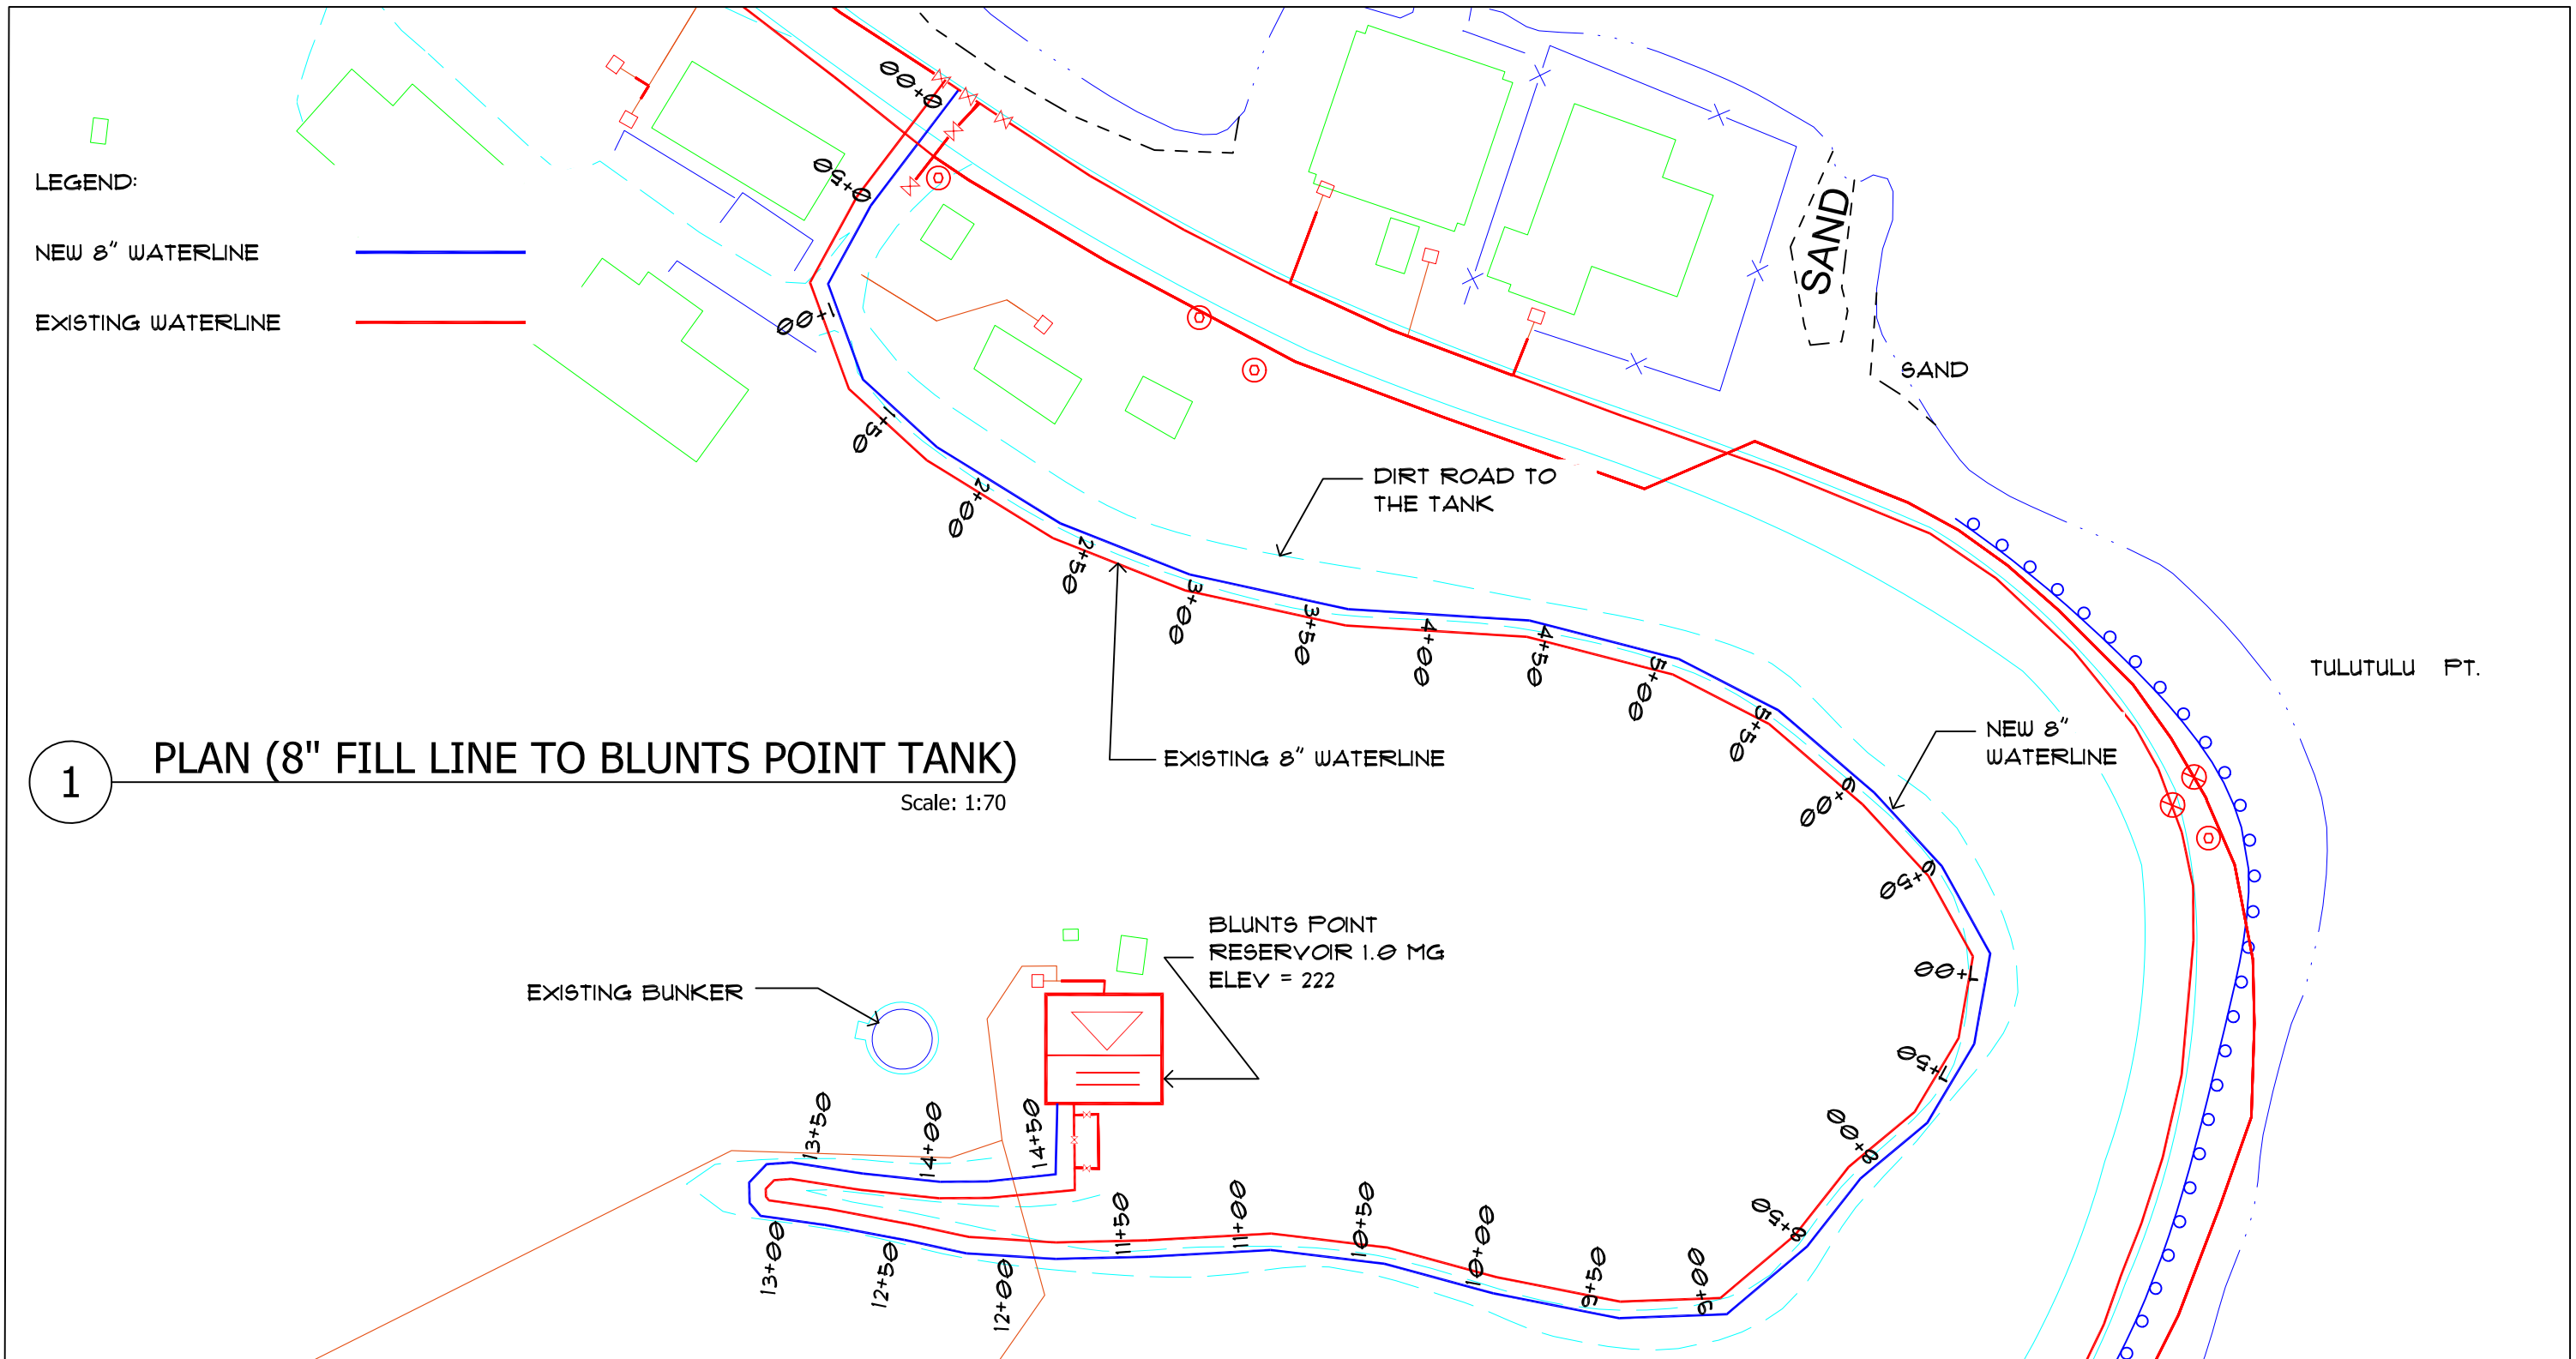 0+00
0+50
LEGEND:
SAND
NEW 8" WATERLINE
1+00
EXISTING WATERLINE
SAND
1+50
DIRT ROAD TO
THE TANK
2+00
2+50
3+00
3+50
4+00
4+50
5+00
TULUTULU PT.
5+50
NEW 8"
WATERLINE
1
PLAN (8" FILL LINE TO BLUNTS POINT TANK)
EXISTING 8" WATERLINE
Scale: 1:70
6+00
6+50
BLUNTS POINT
RESERVOIR 1.0 MG
ELEV = 222
7+00
EXISTING BUNKER
7+50
13+50
14+00
14+50
8+00
8+50
11+50
11+00
10+50
10+00
9+50
9+00
13+00
12+50
12+00